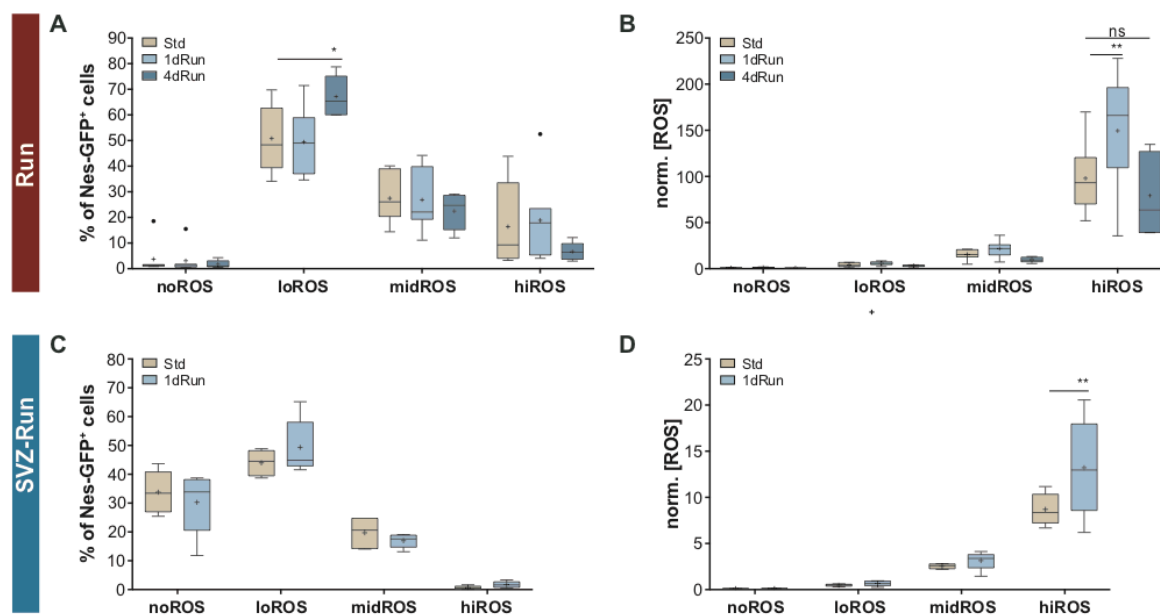 Run
A
% of Nes-GFP+ cells
90
80
70
60
50
40
30
20
10
0
Std
1dRun
4dRun
*
noROS loROS midROS hiROS
B
norm. [ROS]
250
200
150
100
50
0
Std
1dRun
4dRun
ns
**
noROS loROS midROS hiROS
SVZ-Run
C
% of Nes-GFP+ cells
80
70
60
50
40
30
20
10
0
Std
1dRun
noROS loROS midROS hiROS
D
norm. [ROS]
25
20
15
10
5
0
Std
1dRun
**
noROS loROS midROS hiROS